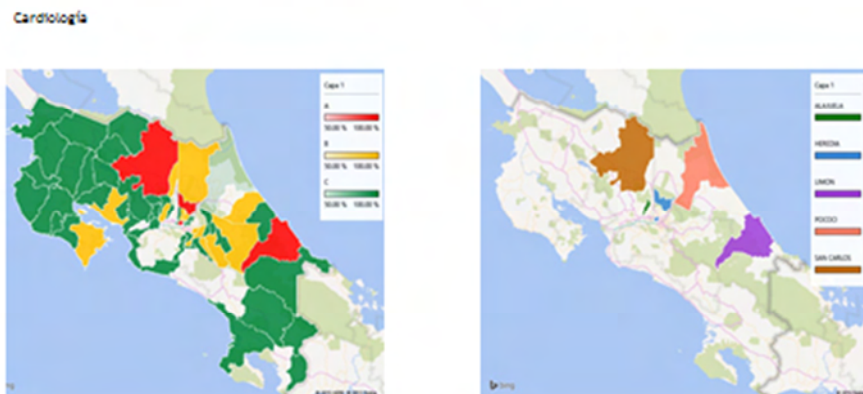 Cardiología
Capa 1
A
50.00 % 100.00 %
B
50.00 % 100.00 %
C
50.00 % 100.00 %
Capa 1
ALAJUELA
HEREDIA
LIMON
POCOCI
SAN CARLOS
bing